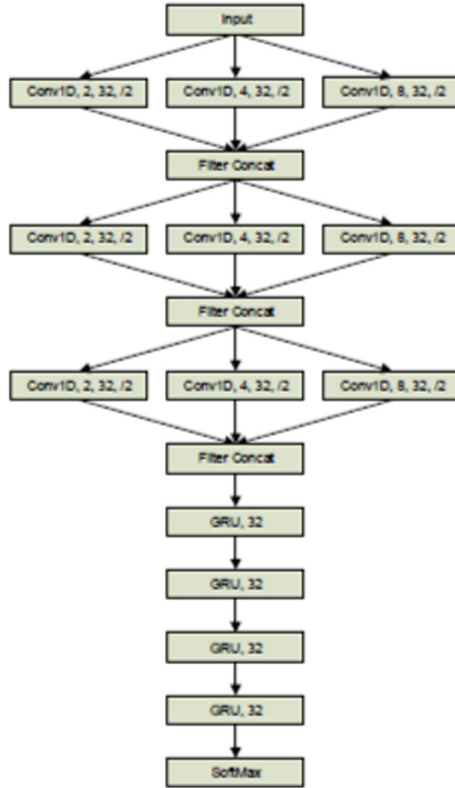 Input
Conv1D, 2, 32, /2
Conv1D, 4, 32, /2
Conv1D, 8, 32, /2
Filter Concat
Conv1D, 2, 32, /2
Conv1D, 4, 32, /2
Conv1D, 8, 32, /2
Filter Concat
Conv1D, 2, 32, /2
Conv1D, 4, 32, /2
Conv1D, 8, 32, /2
Filter Concat
GRU, 32
GRU, 32
GRU, 32
GRU, 32
SoftMax